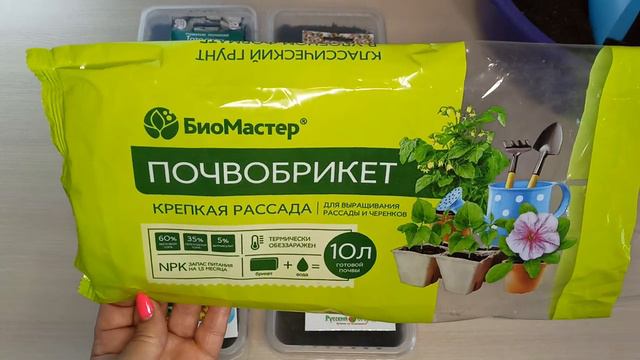 КЛАССИЧЕСКИЙ ГРУНТ
БиоМастер®
ПОЧВОБРИКЕТ
КРЕПКАЯ РАССАДА
ДЛЯ ВЫРАЩИВАНИЯ
РАССАДЫ И ЧЕРЕНКОВ
60%
35%
5%
ТЕРМИЧЕСКИ
ОБЕЗЗАРАЖЕН
NPK
ЗАПАС ПИТАНИЯ
НА 1,5 МЕСЯЦА
брикет + вода =
10л
готовой
почвы
Русский